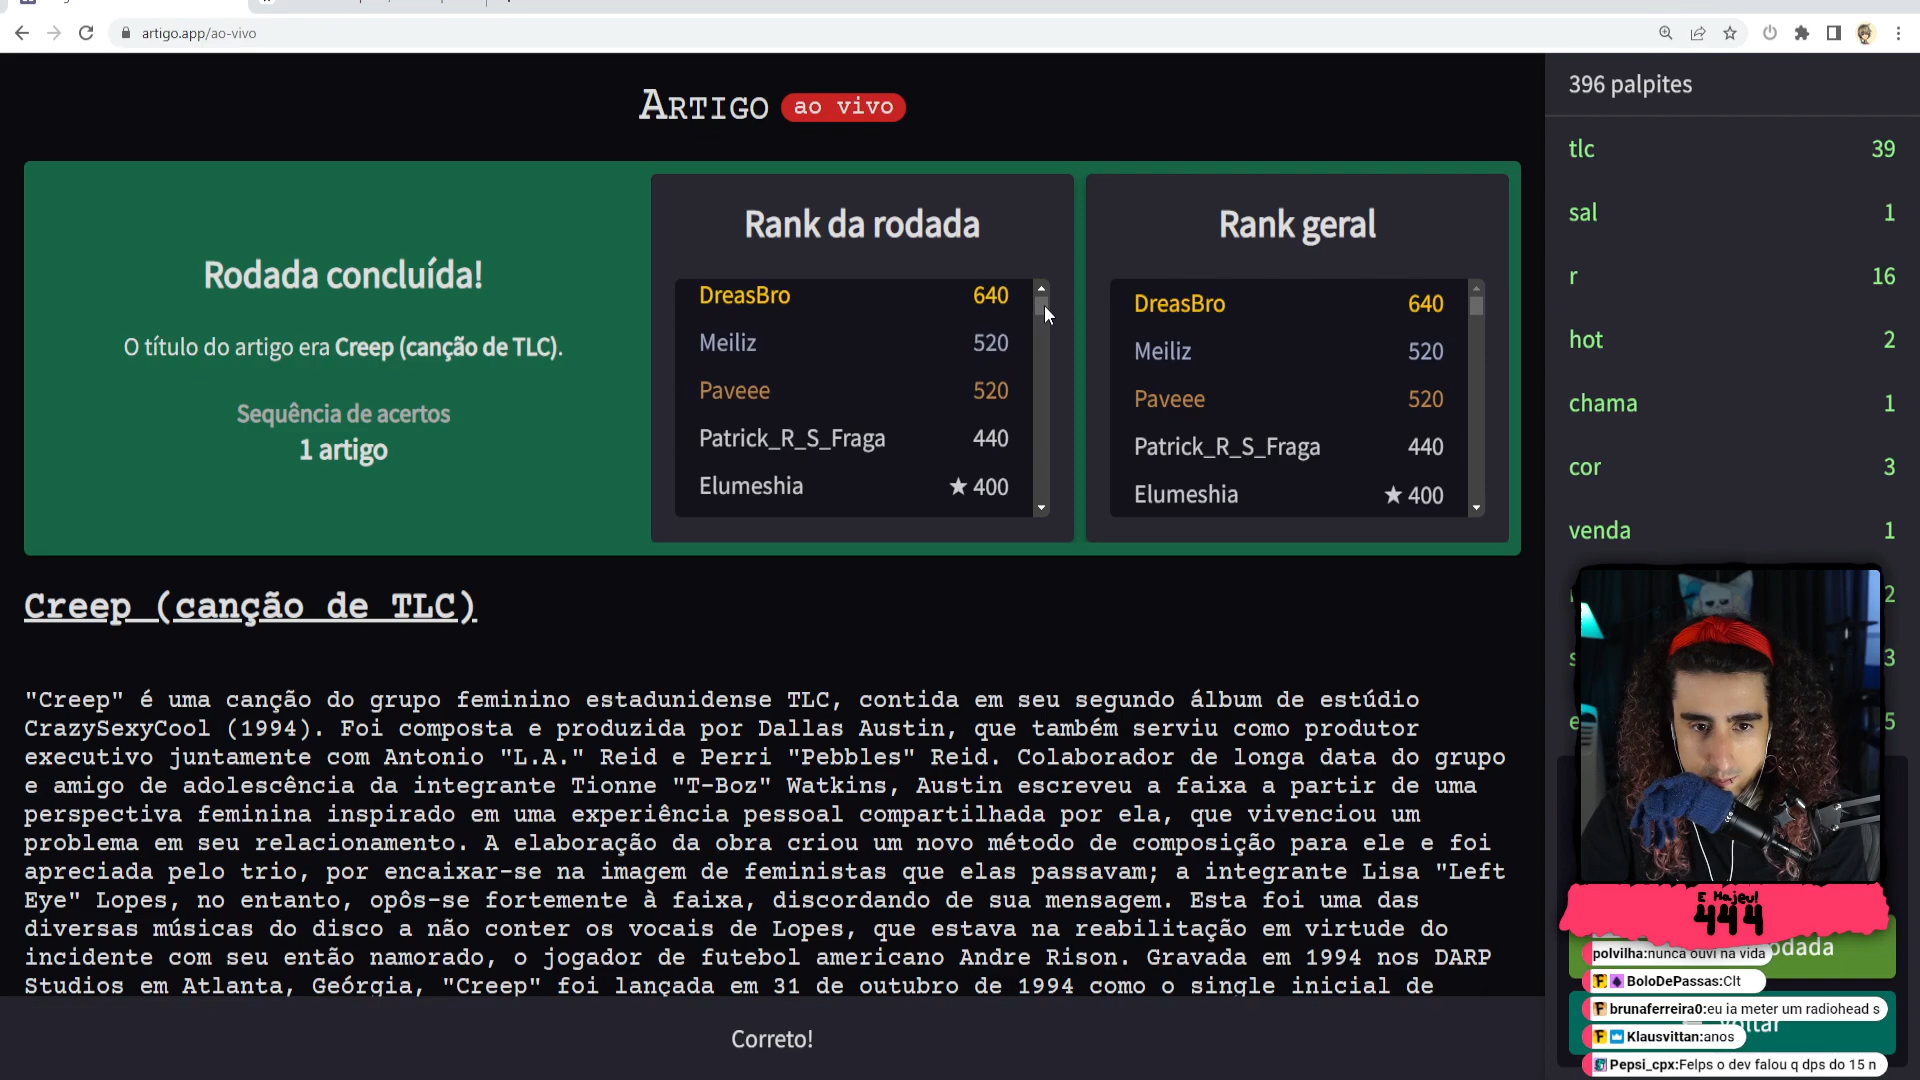 artigo.app/ao-vivo
ARTIGO ao vivo
396 palpites
Rodada concluída!
O título do artigo era Creep (canção de TLC).
Sequência de acertos
1 artigo
Rank da rodada
DreasBro 640
Meiliz 520
Paveee 520
Patrick_R_S_Fraga 440
Elumeshia ★ 400
Rank geral
DreasBro 640
Meiliz 520
Paveee 520
Patrick_R_S_Fraga 440
Elumeshia ★ 400
tlc 39
sal 1
r 16
hot 2
chama 1
cor 3
venda 1
2
3
5
Creep (canção de TLC)
"Creep" é uma canção do grupo feminino estadunidense TLC, contida em seu segundo álbum de estúdio
CrazySexyCool (1994). Foi composta e produzida por Dallas Austin, que também serviu como produtor
executivo juntamente com Antonio "L.A." Reid e Perri "Pebbles" Reid. Colaborador de longa data do grupo
e amigo de adolescência da integrante Tionne "T-Boz" Watkins, Austin escreveu a faixa a partir de uma
perspectiva feminina inspirado em uma experiência pessoal compartilhada por ela, que vivenciou um
problema em seu relacionamento. A elaboração da obra criou um novo método de composição para ele e foi
apreciada pelo trio, por encaixar-se na imagem de feministas que elas passavam; a integrante Lisa "Left
Eye" Lopes, no entanto, opôs-se fortemente à faixa, discordando de sua mensagem. Esta foi uma das
diversas músicas do disco a não conter os vocais de Lopes, que estava na reabilitação em virtude do
incidente com seu então namorado, o jogador de futebol americano Andre Rison. Gravada em 1994 nos DARP
Studios em Atlanta, Geórgia, "Creep" foi lançada em 31 de outubro de 1994 como o single inicial de
Correto!
E Majeu!
444
polvilha:nunca ouvi na vida
BoloDePassas:Clt
brunaferreira0:eu ia meter um radiohead s
Klausvittan:anos
Pepsi_cpx:Felps o dev falou q dps do 15 n